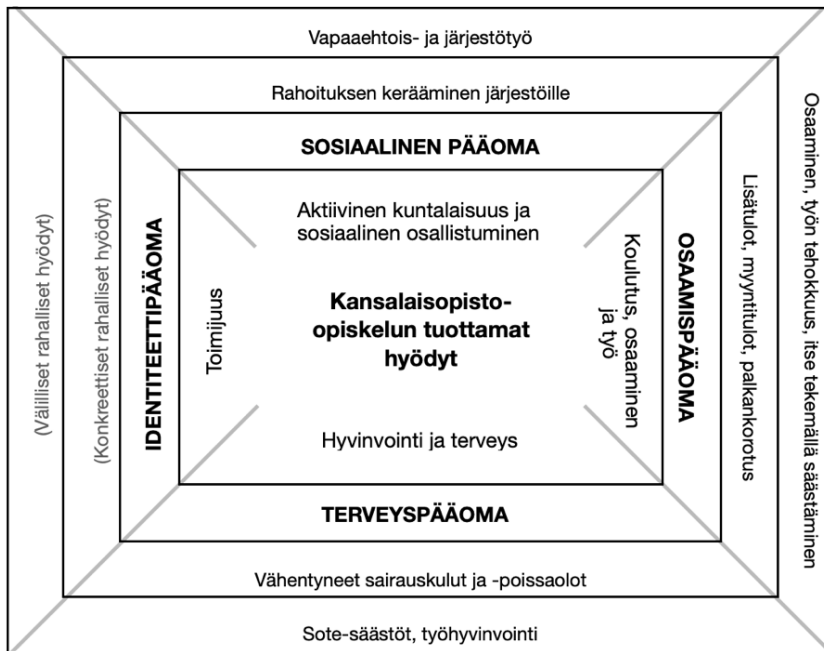 Vapaaehtois- ja järjestötyö
Rahoituksen kerääminen järjestöille
SOSIAALINEN PÄÄOMA
Aktiivinen kuntalaisuus ja
sosiaalinen osallistuminen
(Välilliset rahalliset hyödyt)
(Konkreettiset rahalliset hyödyt)
IDENTITEETTIPÄÄOMA
Toimijuus
Kansalaisopisto-
opiskelun tuottamat
hyödyt
Koulutus, osaaminen
ja työ
OSAAMISPÄÄOMA
Lisätulot, myyntitulot, palkankorotus
Osaaminen, työn tehokkuus, itse tekemällä säästäminen
Hyvinvointi ja terveys
TERVEYSPÄÄOMA
Vähentyneet sairauskulut ja -poissaolot
Sote-säästöt, työhyvinvointi